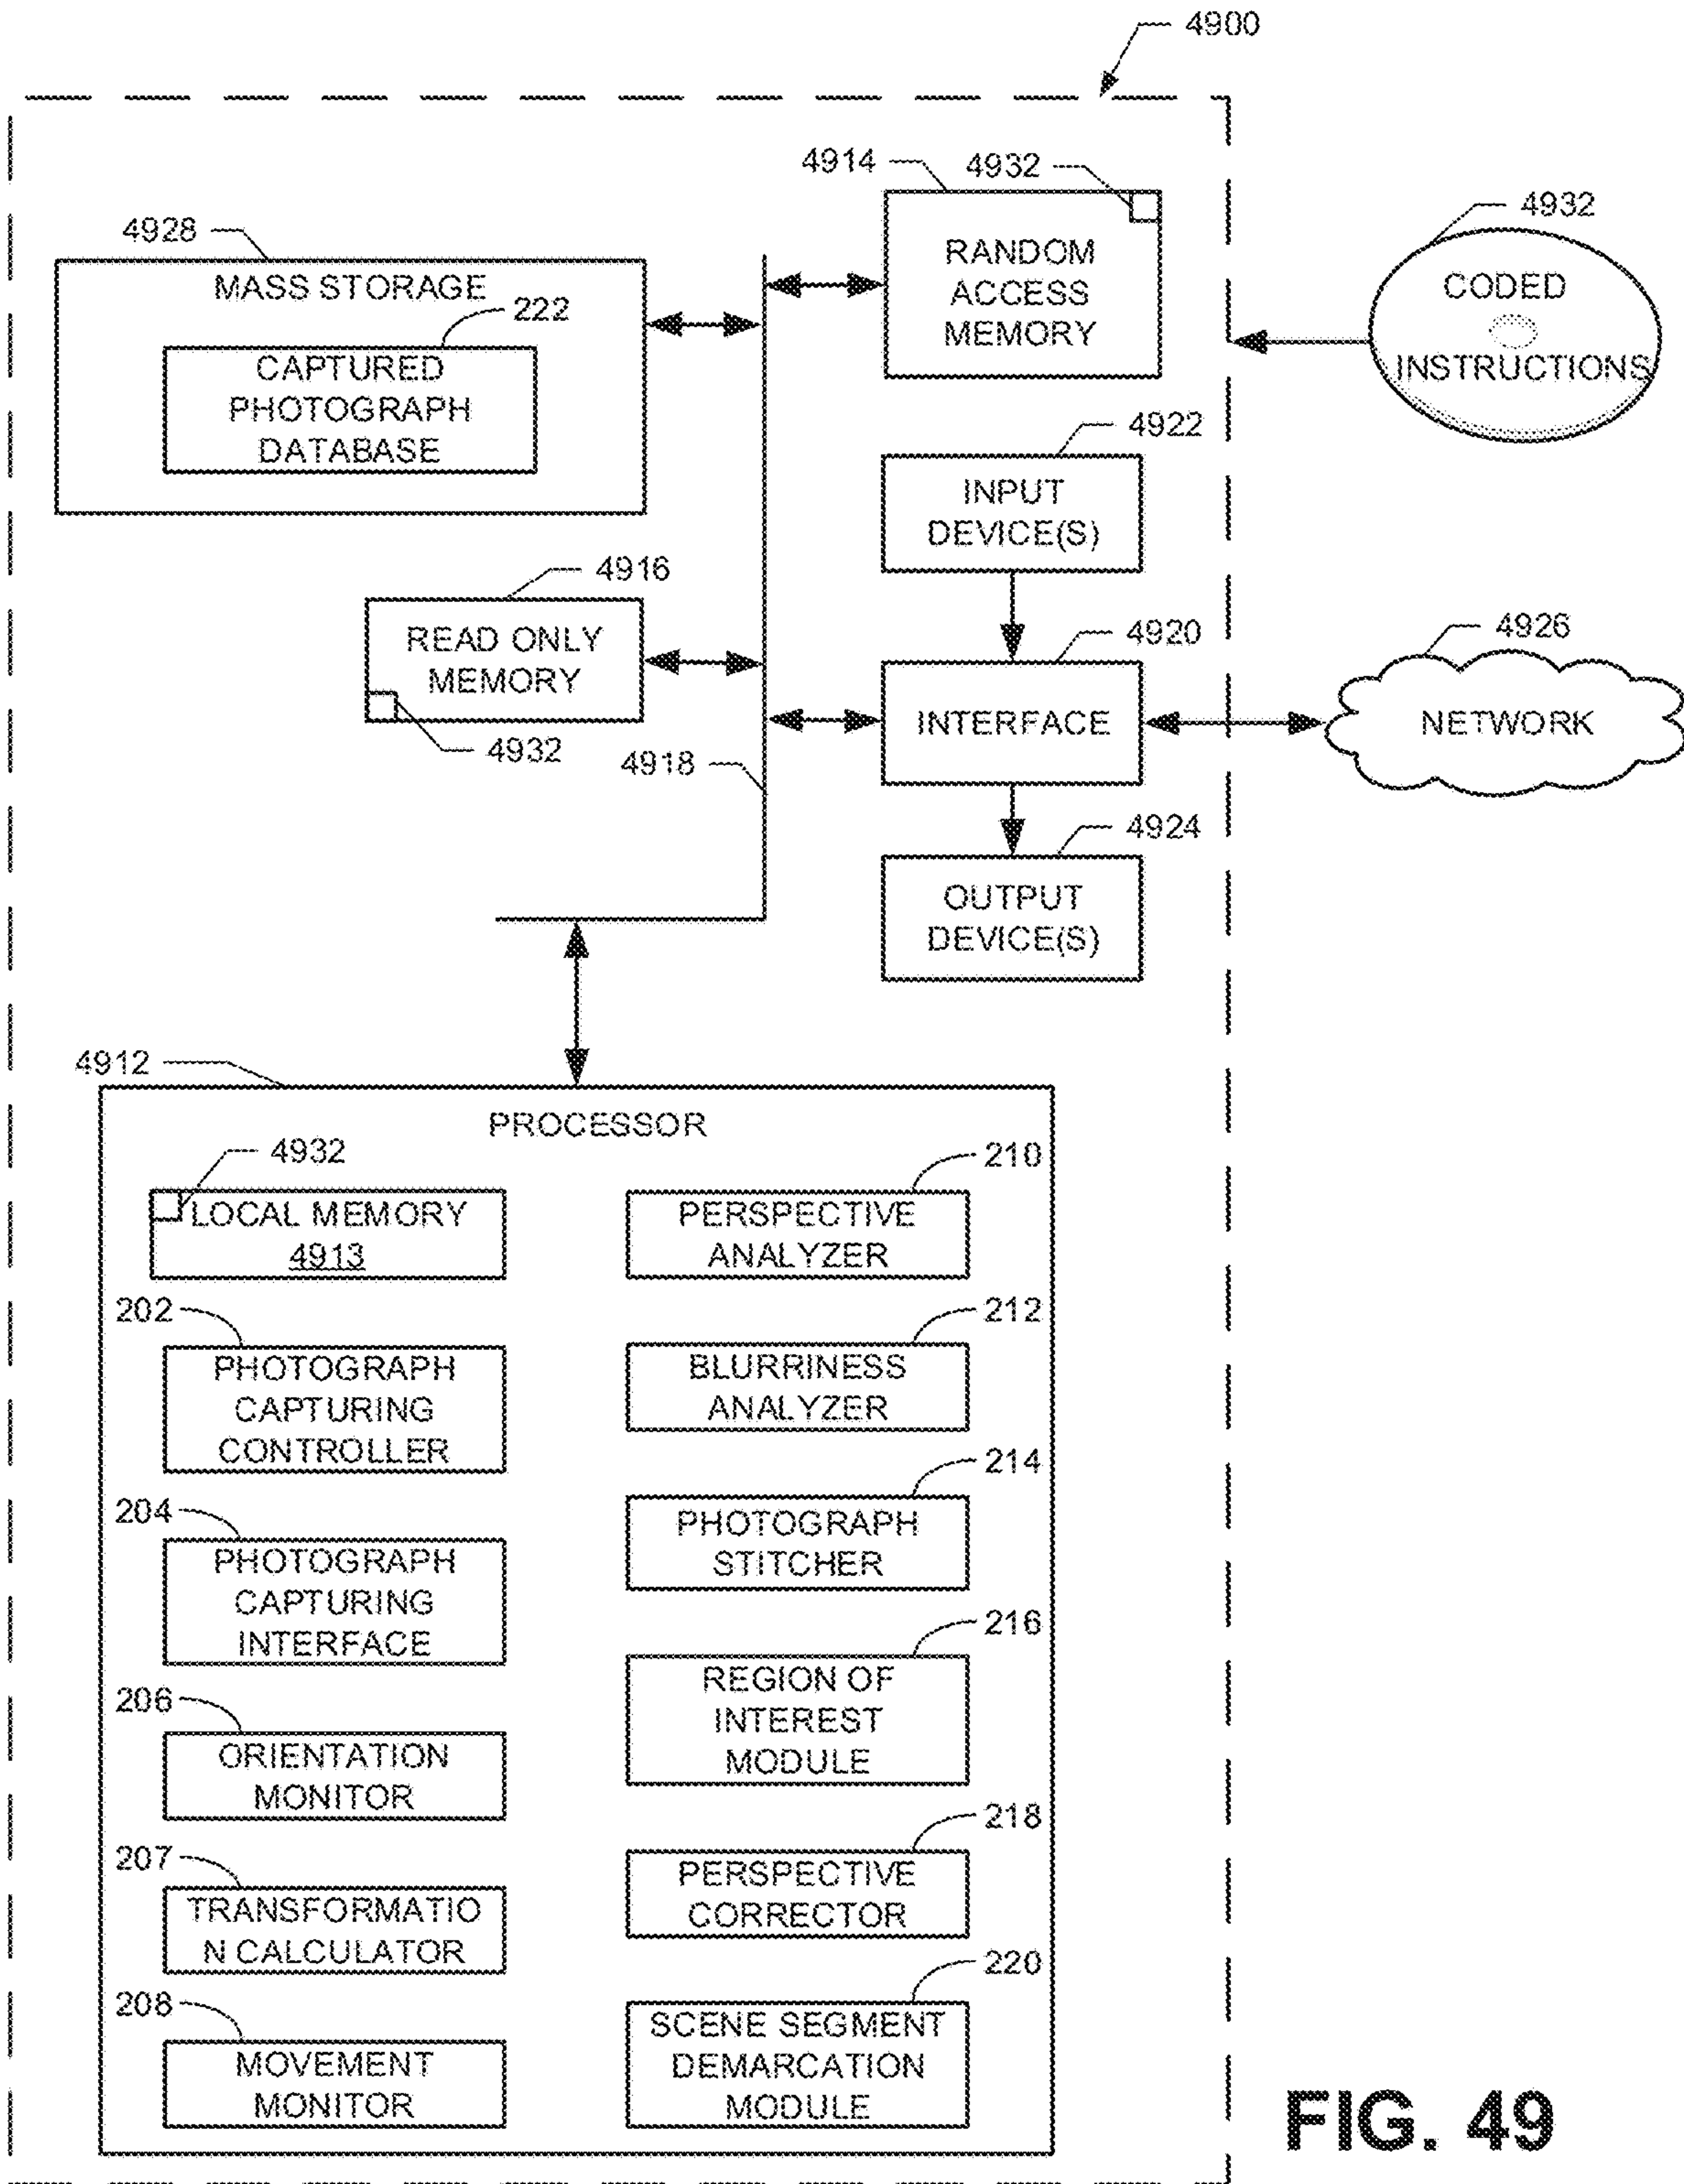 4900
4914
4932
4928
4932
MASS STORAGE
222
CAPTURED
PHOTOGRAPH
DATABASE
RANDOM
ACCESS
MEMORY
CODED
INSTRUCTIONS
4922
INPUT
DEVICE(S)
4916
READ ONLY
MEMORY
4932
4920
INTERFACE
4926
NETWORK
4918
4924
OUTPUT
DEVICE(S)
4912
PROCESSOR
4932
LOCAL MEMORY
4913
202
PHOTOGRAPH
CAPTURING
CONTROLLER
204
PHOTOGRAPH
CAPTURING
INTERFACE
206
ORIENTATION
MONITOR
207
TRANSFORMATIO
N CALCULATOR
208
MOVEMENT
MONITOR
210
PERSPECTIVE
ANALYZER
212
BLURRINESS
ANALYZER
214
PHOTOGRAPH
STITCHER
216
REGION OF
INTEREST
MODULE
218
PERSPECTIVE
CORRECTOR
220
SCENE SEGMENT
DEMARCATION
MODULE
FIG. 49